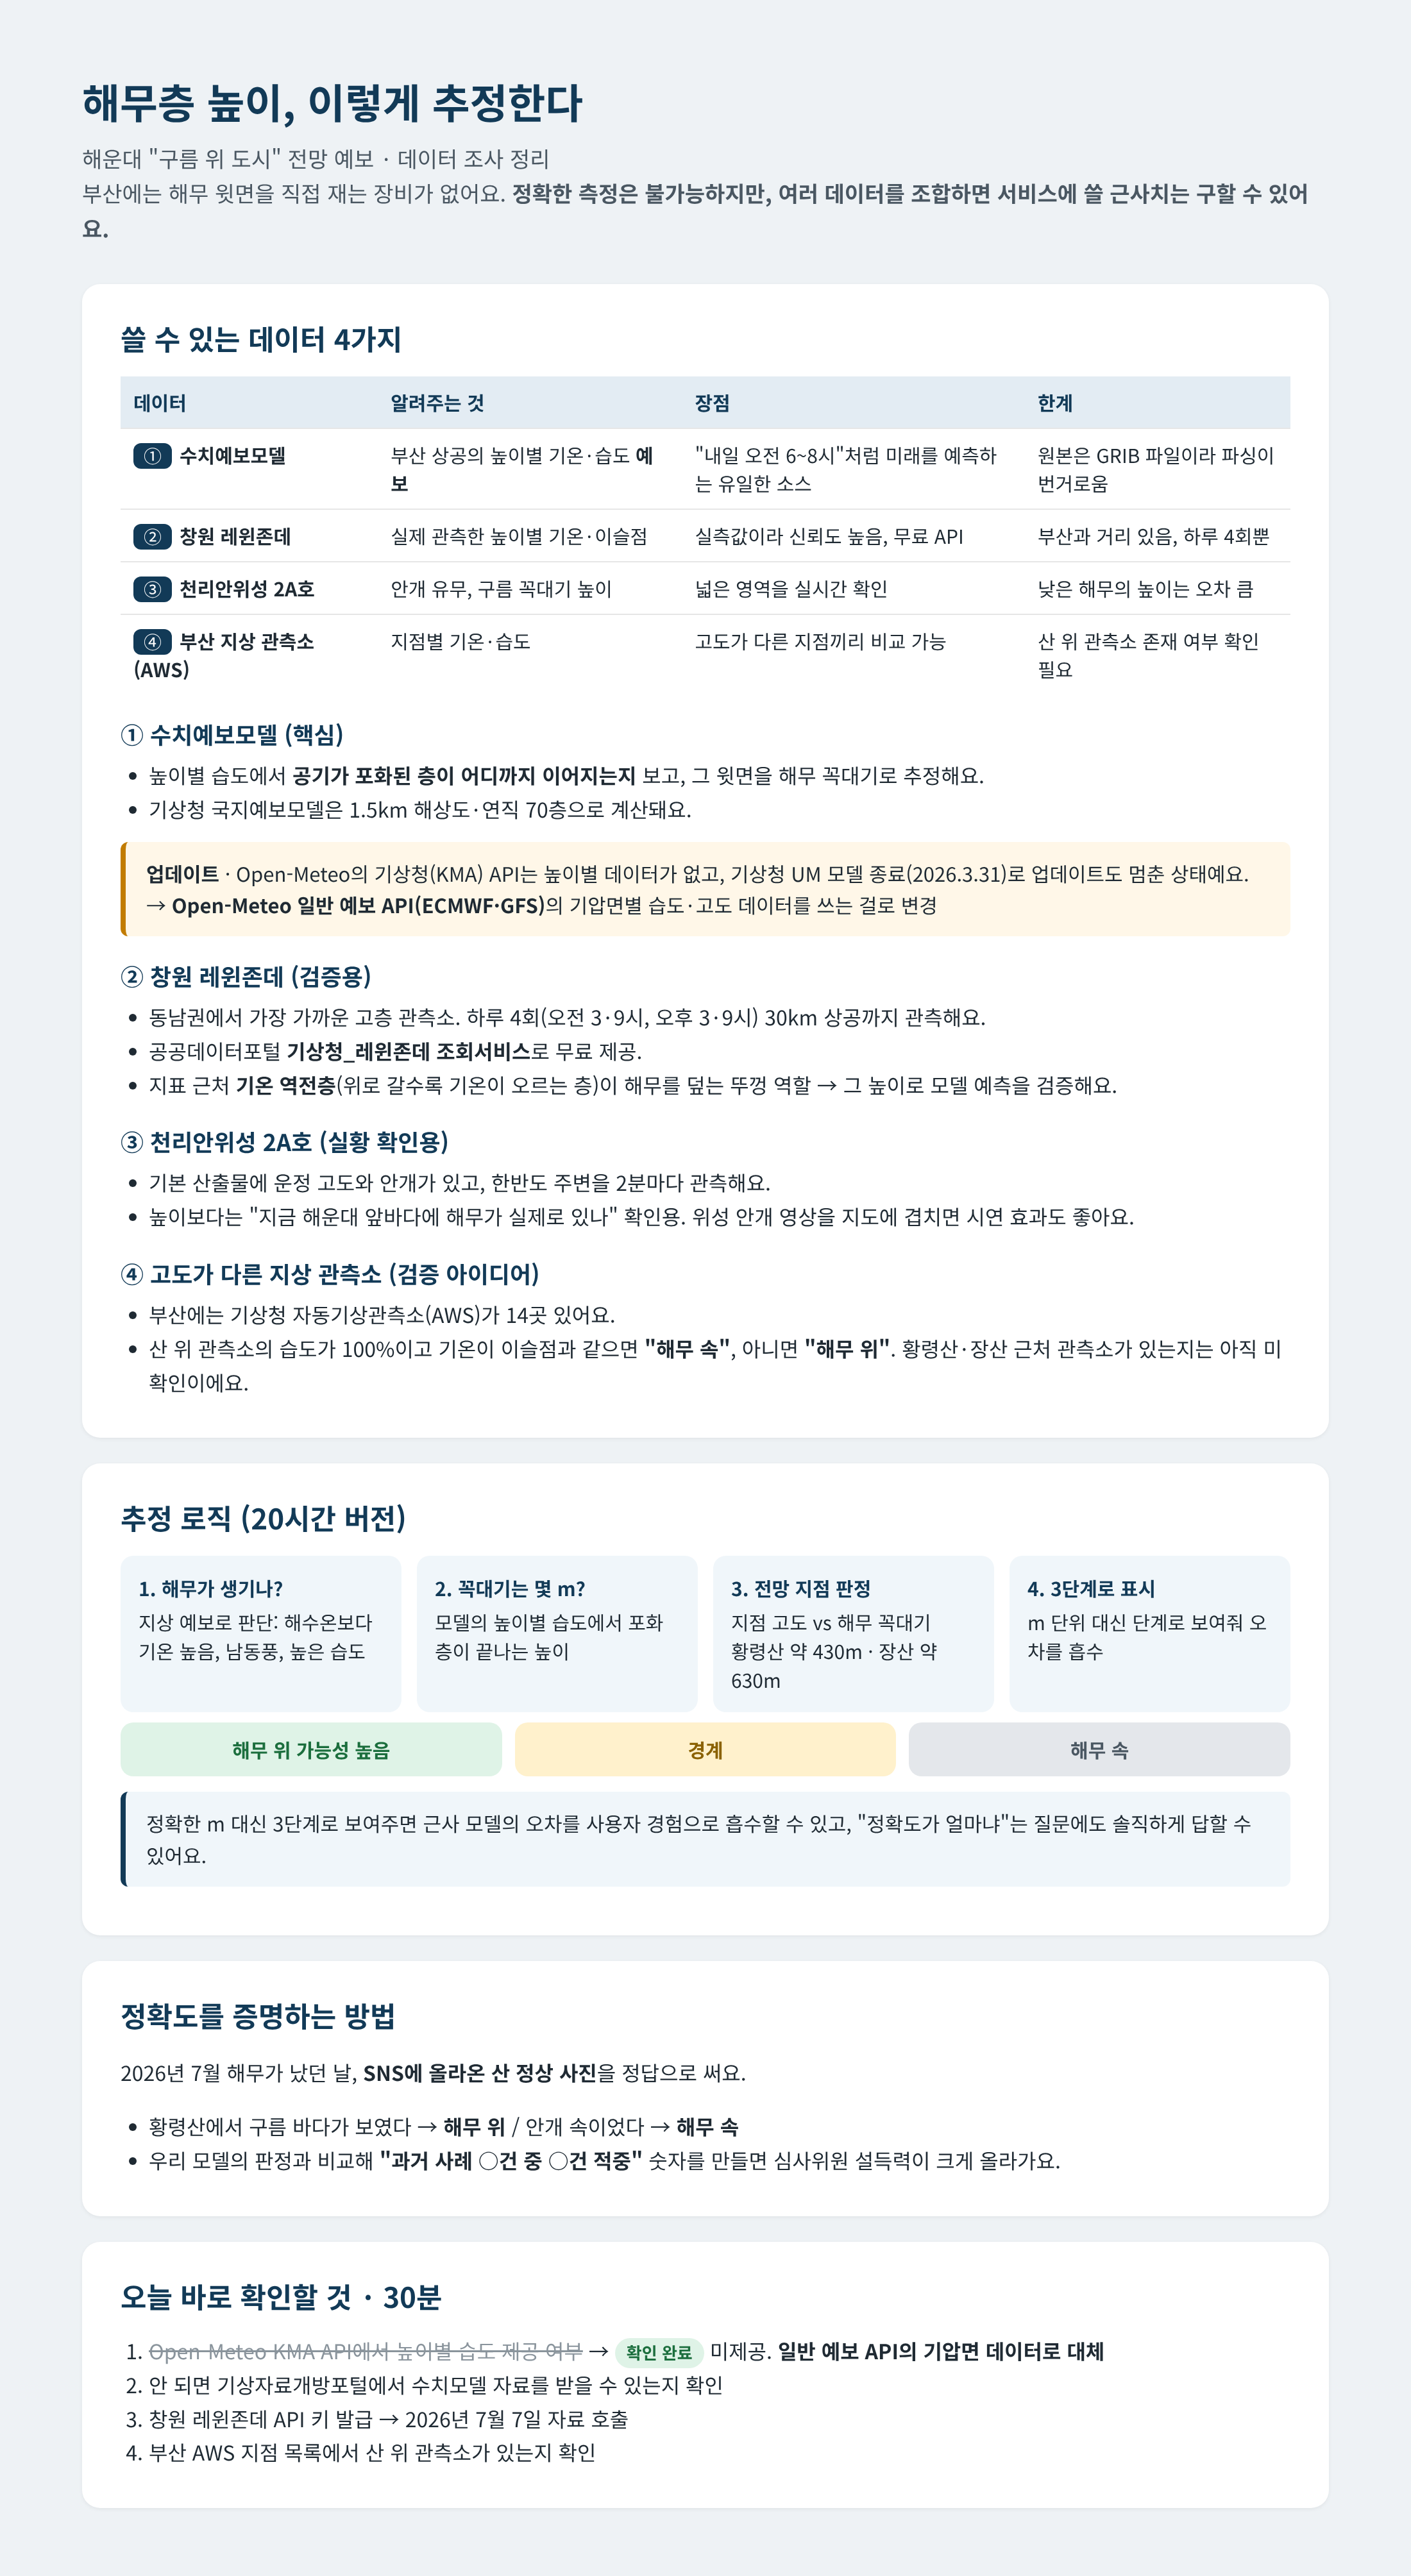 해무층 높이, 이렇게 추정한다
해운대 "구름 위 도시" 전망 예보 · 데이터 조사 정리
부산에는 해무 윗면을 직접 재는 장비가 없어요. 정확한 측정은 불가능하지만, 여러 데이터를 조합하면 서비스에 쓸 근사치는 구할 수 있어
요.
쓸 수 있는 데이터 4가지
데이터 알려주는 것 장점 한계
① 수치예보모델 부산 상공의 높이별 기온·습도 예보 "내일 오전 6~8시"처럼 미래를 예측하는 유일한 소스 원본은 GRIB 파일이라 파싱이 번거로움
② 창원 레윈존데 실제 관측한 높이별 기온·이슬점 실측값이라 신뢰도 높음, 무료 API 부산과 거리 있음, 하루 4회뿐
③ 천리안위성 2A호 안개 유무, 구름 꼭대기 높이 넓은 영역을 실시간 확인 낮은 해무의 높이는 오차 큼
④ 부산 지상 관측소 (AWS) 지점별 기온·습도 고도가 다른 지점끼리 비교 가능 산 위 관측소 존재 여부 확인 필요
① 수치예보모델 (핵심)
• 높이별 습도에서 공기가 포화된 층이 어디까지 이어지는지 보고, 그 윗면을 해무 꼭대기로 추정해요.
• 기상청 국지예보모델은 1.5km 해상도·연직 70층으로 계산돼요.
업데이트 · Open-Meteo의 기상청(KMA) API는 높이별 데이터가 없고, 기상청 UM 모델 종료(2026.3.31)로 업데이트도 멈춘 상태예요.
→ Open-Meteo 일반 예보 API(ECMWF·GFS)의 기압면별 습도·고도 데이터를 쓰는 걸로 변경
② 창원 레윈존데 (검증용)
• 동남권에서 가장 가까운 고층 관측소. 하루 4회(오전 3·9시, 오후 3·9시) 30km 상공까지 관측해요.
• 공공데이터포털 기상청_레윈존데 조회서비스로 무료 제공.
• 지표 근처 기온 역전층(위로 갈수록 기온이 오르는 층)이 해무를 덮는 뚜껑 역할 → 그 높이로 모델 예측을 검증해요.
③ 천리안위성 2A호 (실황 확인용)
• 기본 산출물에 운정 고도와 안개가 있고, 한반도 주변을 2분마다 관측해요.
• 높이보다는 "지금 해운대 앞바다에 해무가 실제로 있나" 확인용. 위성 안개 영상을 지도에 겹치면 시연 효과도 좋아요.
④ 고도가 다른 지상 관측소 (검증 아이디어)
• 부산에는 기상청 자동기상관측소(AWS)가 14곳 있어요.
• 산 위 관측소의 습도가 100%이고 기온이 이슬점과 같으면 "해무 속", 아니면 "해무 위". 황령산·장산 근처 관측소가 있는지는 아직 미
확인이에요.
추정 로직 (20시간 버전)
1. 해무가 생기나?
지상 예보로 판단: 해수온보다
기온 높음, 남동풍, 높은 습도
2. 꼭대기는 몇 m?
모델의 높이별 습도에서 포화
층이 끝나는 높이
3. 전망 지점 판정
지점 고도 vs 해무 꼭대기
황령산 약 430m · 장산 약
630m
4. 3단계로 표시
m 단위 대신 단계로 보여줘 오
차를 흡수
해무 위 가능성 높음
경계
해무 속
정확한 m 대신 3단계로 보여주면 근사 모델의 오차를 사용자 경험으로 흡수할 수 있고, "정확도가 얼마냐"는 질문에도 솔직하게 답할 수
있어요.
정확도를 증명하는 방법
2026년 7월 해무가 났던 날, SNS에 올라온 산 정상 사진을 정답으로 써요.
• 황령산에서 구름 바다가 보였다 → 해무 위 / 안개 속이었다 → 해무 속
• 우리 모델의 판정과 비교해 "과거 사례 ○건 중 ○건 적중" 숫자를 만들면 심사위원 설득력이 크게 올라가요.
오늘 바로 확인할 것 · 30분
1. Open-Meteo KMA API에서 높이별 습도 제공 여부 → 확인 완료 미제공. 일반 예보 API의 기압면 데이터로 대체
2. 안 되면 기상자료개방포털에서 수치모델 자료를 받을 수 있는지 확인
3. 창원 레윈존데 API 키 발급 → 2026년 7월 7일 자료 호출
4. 부산 AWS 지점 목록에서 산 위 관측소가 있는지 확인